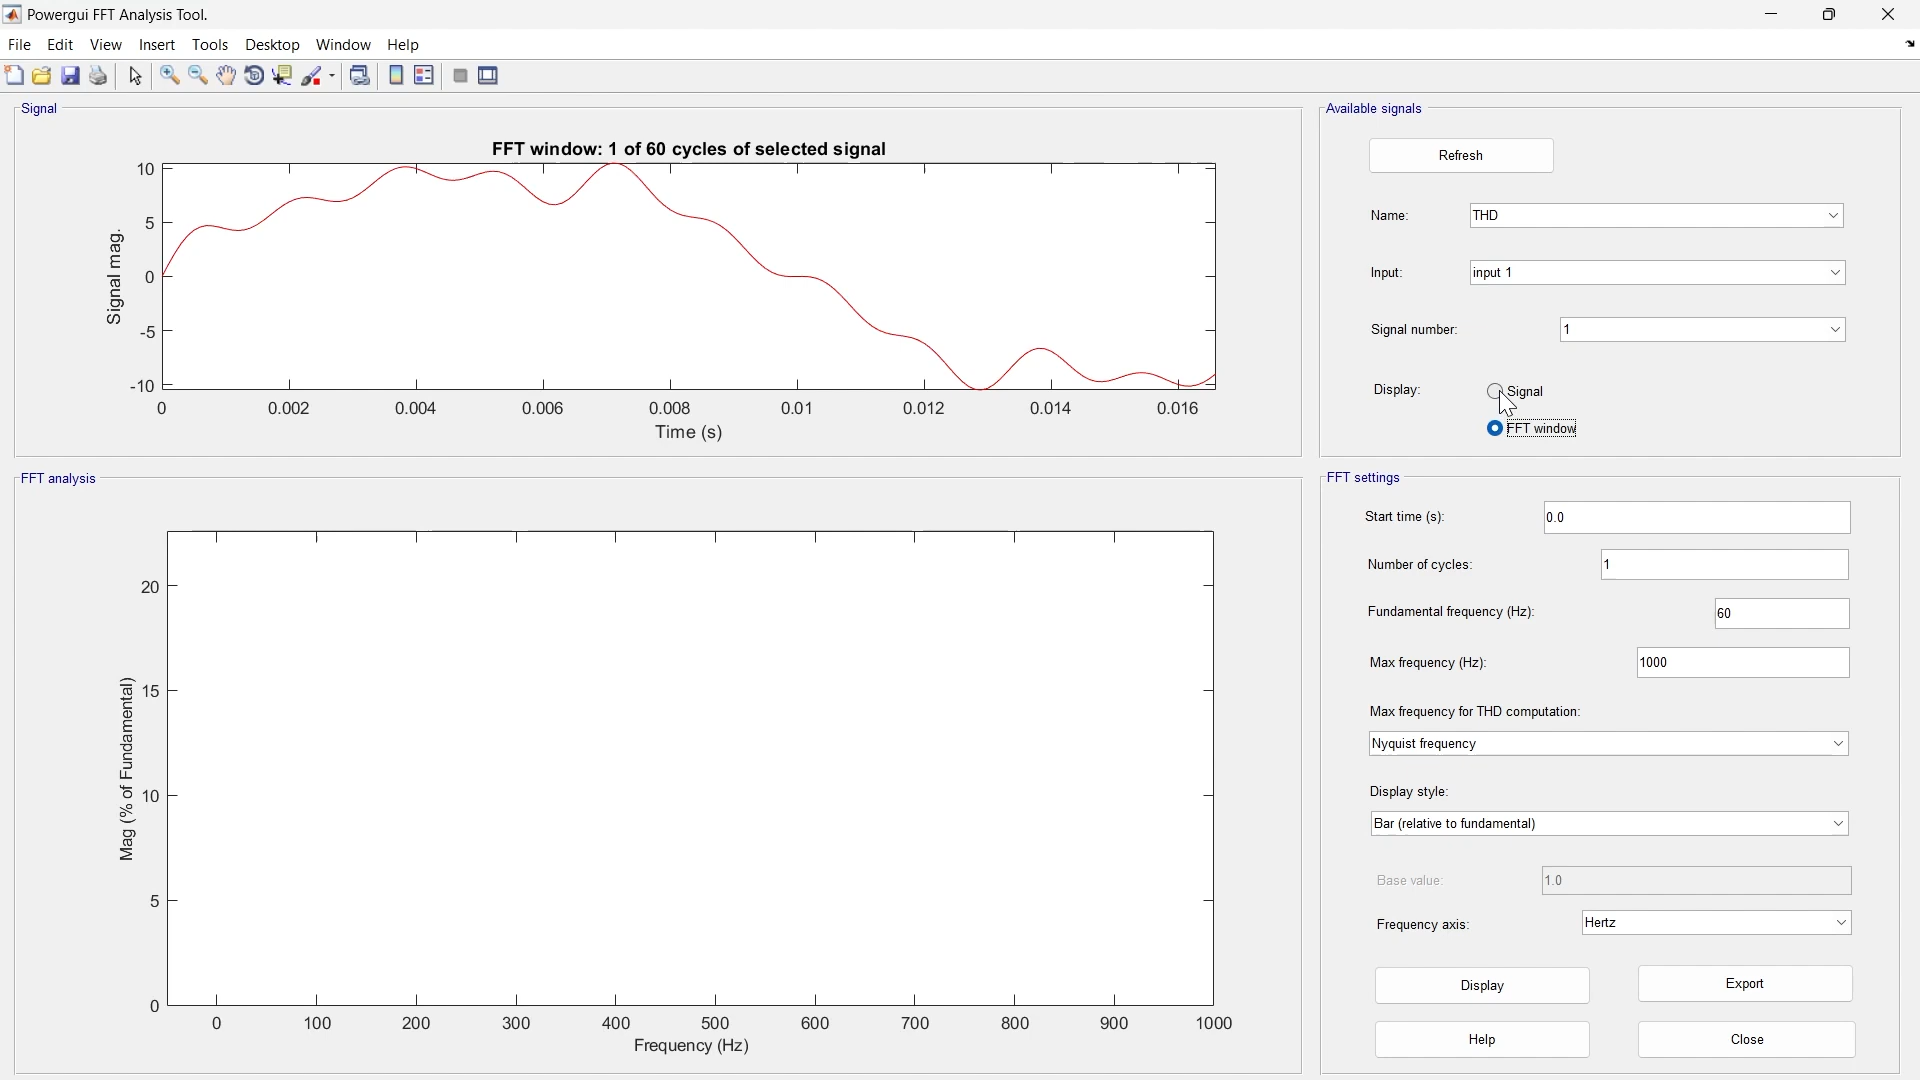 Powergui FFT Analysis Tool.
File Edit View Insert Tools Desktop Window Help
Signal
FFT window: 1 of 60 cycles of selected signal
10
5
0
-5
-10
Signal mag.
0 0.002 0.004 0.006 0.008 0.01 0.012 0.014 0.016
Time (s)
Available signals
Refresh
Name: THD
Input: input 1
Signal number: 1
Display: Signal
FFT window
FFT analysis
20
15
10
5
0
Mag (% of Fundamental)
0 100 200 300 400 500 600 700 800 900 1000
Frequency (Hz)
FFT settings
Start time (s): 0.0
Number of cycles: 1
Fundamental frequency (Hz): 60
Max frequency (Hz): 1000
Max frequency for THD computation:
Nyquist frequency
Display style:
Bar (relative to fundamental)
Base value: 1.0
Frequency axis: Hertz
Display Export
Help Close